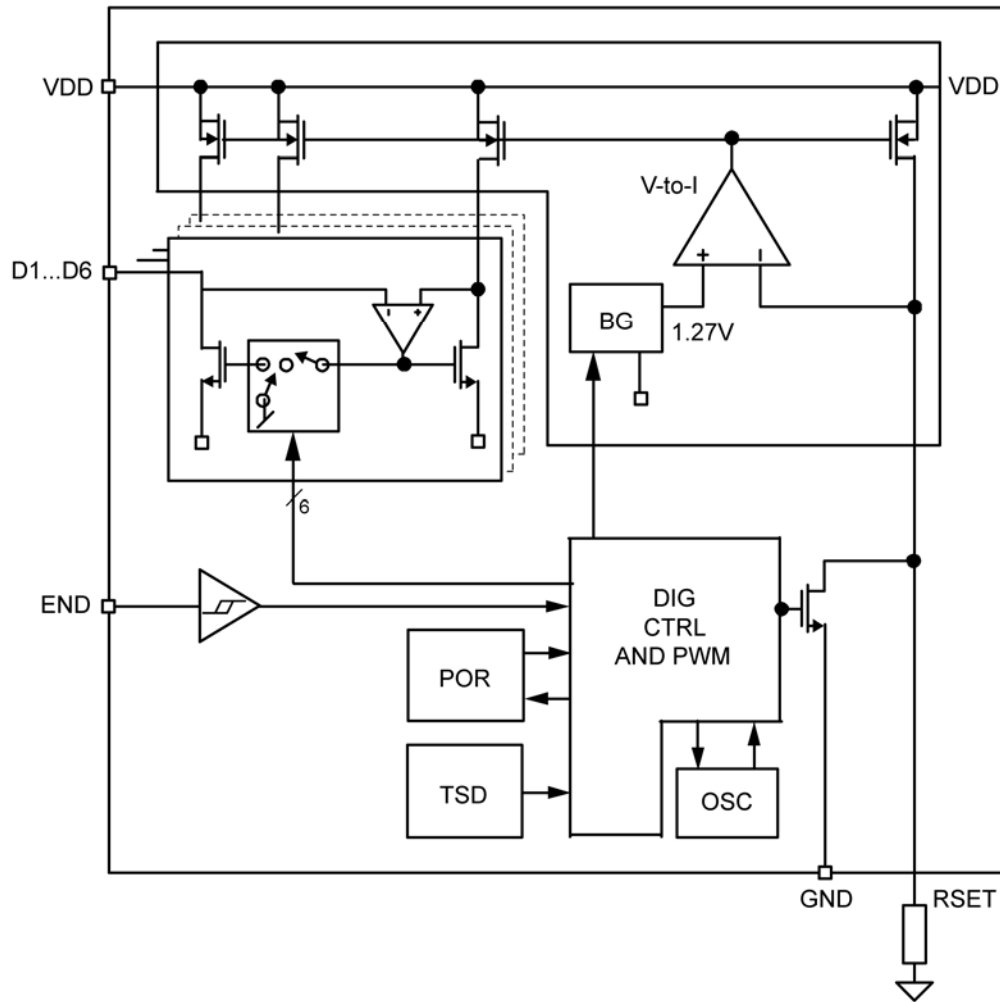 VDD
VDD
V-to-I
+
–
D1...D6
–
+
BG
1.27V
6
END
DIG
CTRL
AND PWM
POR
TSD
OSC
GND
RSET